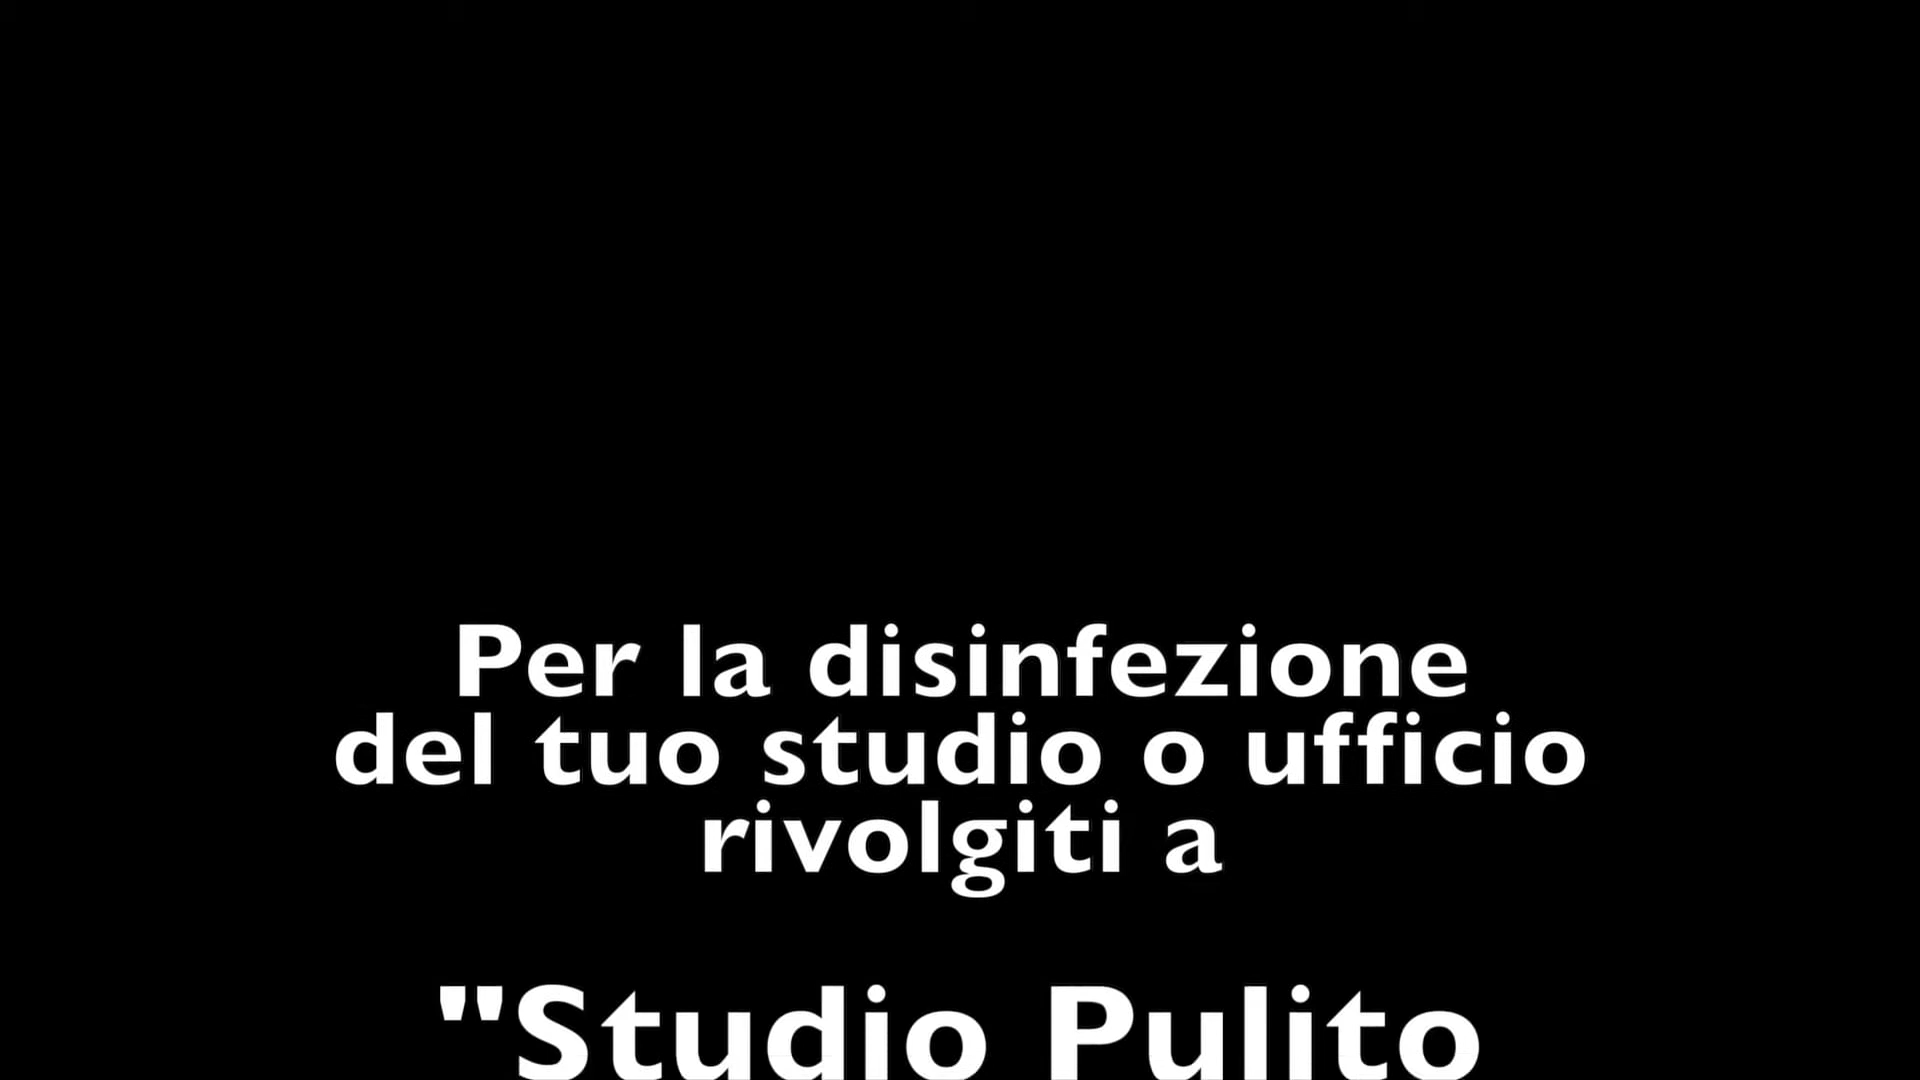 Per la disinfezione
del tuo studio o ufficio
rivolgiti a
"Studio Pulito